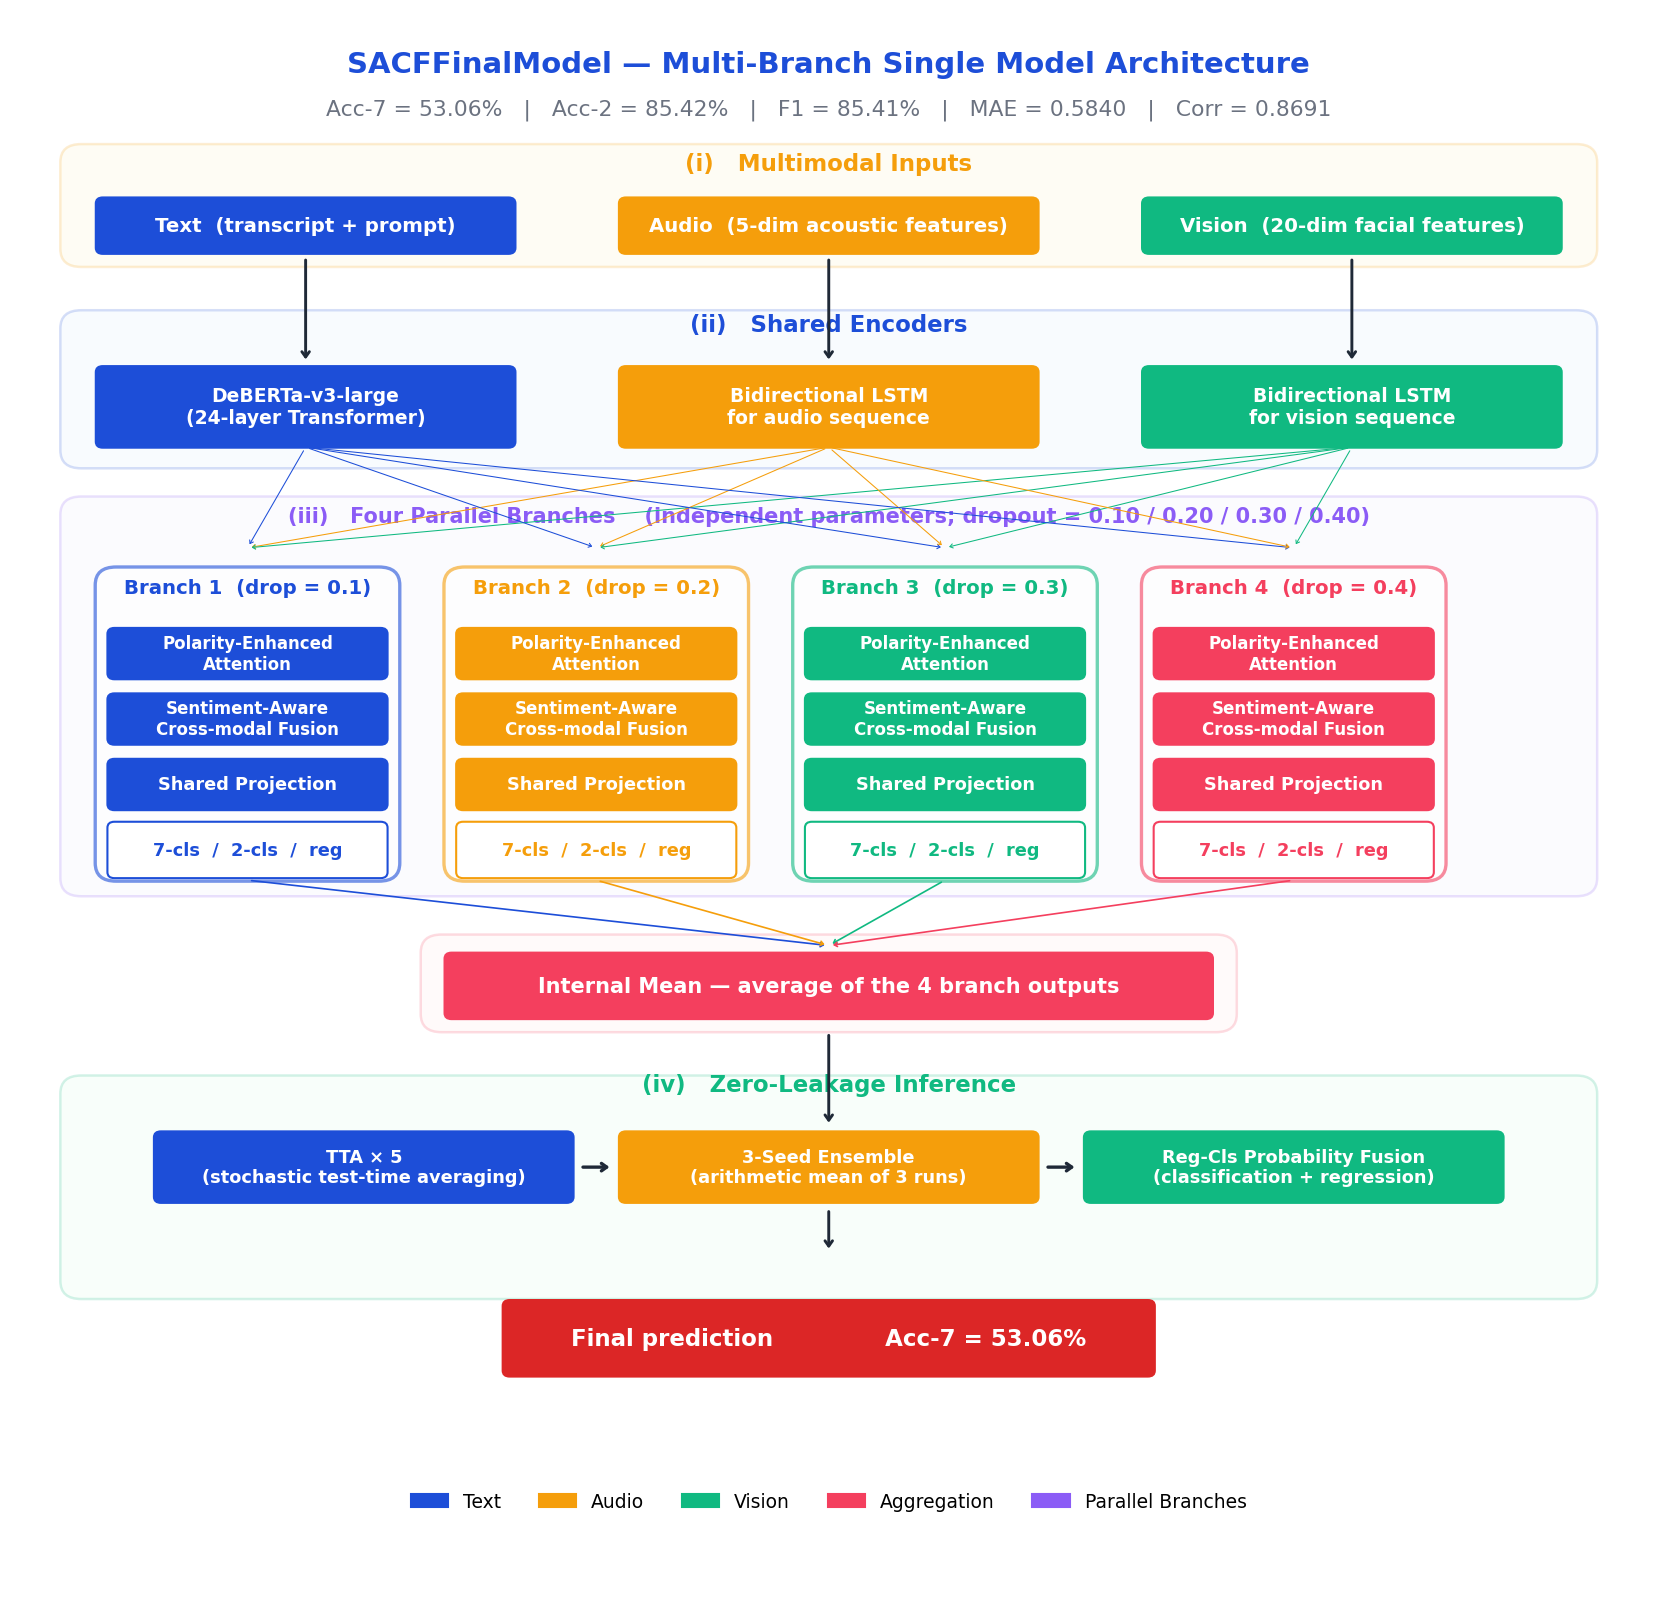 SACFFinalModel — Multi-Branch Single Model Architecture
Acc-7 = 53.06% | Acc-2 = 85.42% | F1 = 85.41% | MAE = 0.5840 | Corr = 0.8691
(i) Multimodal Inputs
Text (transcript + prompt)
Audio (5-dim acoustic features)
Vision (20-dim facial features)
(ii) Shared Encoders
DeBERTa-v3-large
(24-layer Transformer)
Bidirectional LSTM
for audio sequence
Bidirectional LSTM
for vision sequence
(iii) Four Parallel Branches (independent parameters; dropout = 0.10 / 0.20 / 0.30 / 0.40)
Branch 1 (drop = 0.1)
Polarity-Enhanced
Attention
Sentiment-Aware
Cross-modal Fusion
Shared Projection
7-cls / 2-cls / reg
Branch 2 (drop = 0.2)
Polarity-Enhanced
Attention
Sentiment-Aware
Cross-modal Fusion
Shared Projection
7-cls / 2-cls / reg
Branch 3 (drop = 0.3)
Polarity-Enhanced
Attention
Sentiment-Aware
Cross-modal Fusion
Shared Projection
7-cls / 2-cls / reg
Branch 4 (drop = 0.4)
Polarity-Enhanced
Attention
Sentiment-Aware
Cross-modal Fusion
Shared Projection
7-cls / 2-cls / reg
Internal Mean — average of the 4 branch outputs
(iv) Zero-Leakage Inference
TTA × 5
(stochastic test-time averaging)
3-Seed Ensemble
(arithmetic mean of 3 runs)
Reg-Cls Probability Fusion
(classification + regression)
Final prediction Acc-7 = 53.06%
Text
Audio
Vision
Aggregation
Parallel Branches